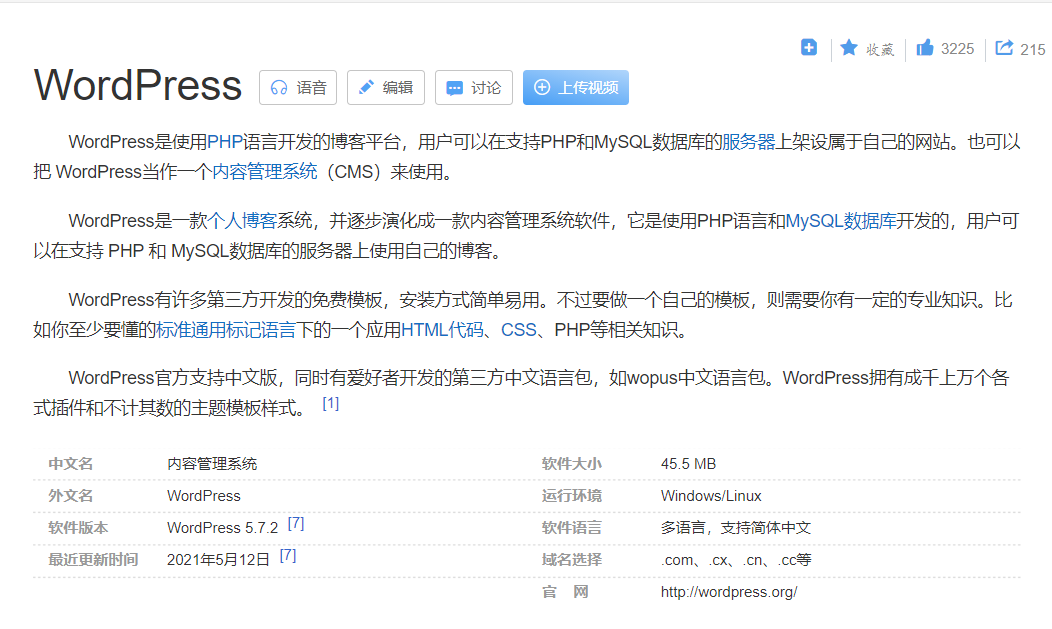 收藏 3225 215
WordPress 语音 编辑 讨论 上传视频
WordPress是使用PHP语言开发的博客平台，用户可以在支持PHP和MySQL数据库的服务器上架设属于自己的网站。也可以
把 WordPress当作一个内容管理系统（CMS）来使用。
WordPress是一款个人博客系统，并逐步演化成一款内容管理系统软件，它是使用PHP语言和MySQL数据库开发的，用户可
以在支持 PHP 和 MySQL数据库的服务器上使用自己的博客。
WordPress有许多第三方开发的免费模板，安装方式简单易用。不过要做一个自己的模板，则需要你有一定的专业知识。比
如你至少要懂的标准通用标记语言下的一个应用HTML代码、CSS、PHP等相关知识。
WordPress官方支持中文版，同时有爱好者开发的第三方中文语言包，如wopus中文语言包。WordPress拥有成千上万个各
式插件和不计其数的主题模板样式。 [1]
中文名 内容管理系统 软件大小 45.5 MB
外文名 WordPress 运行环境 Windows/Linux
软件版本 WordPress 5.7.2 [7] 软件语言 多语言，支持简体中文
最近更新时间 2021年5月12日 [7] 域名选择 .com、.cx、.cn、.cc等
官 网 http://wordpress.org/